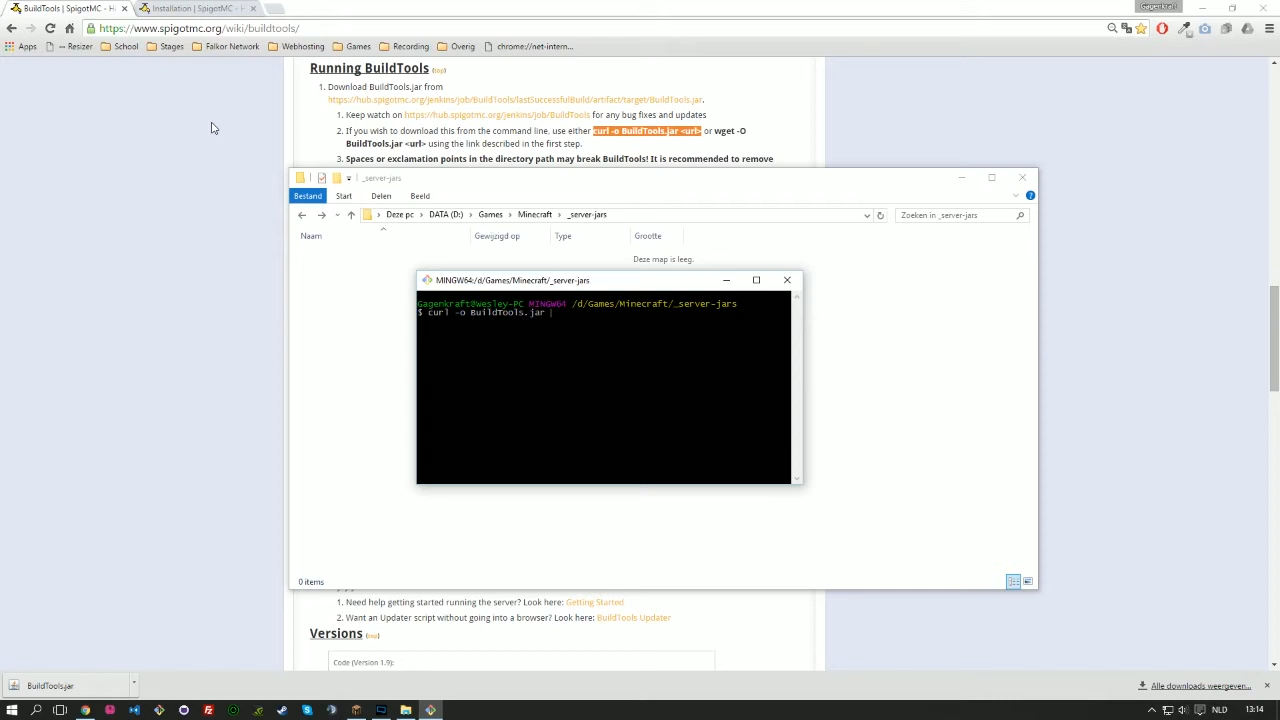 BuildTools | SpigotMC - Hi
Installation | SpigotMC - H
Gagenkraft
https://www.spigotmc.org/wiki/buildtools/
Apps
-- Resizer
School
Stages
Falkor Network
Webhosting
Games
Recording
Overig
chrome://net-intern...
Running BuildTools (top)
1. Download BuildTools.jar from
https://hub.spigotmc.org/jenkins/job/BuildTools/lastSuccessfulBuild/artifact/target/BuildTools.jar.
1. Keep watch on https://hub.spigotmc.org/jenkins/job/BuildTools for any bug fixes and updates
2. If you wish to download this from the command line, use either curl -o BuildTools.jar <url> or wget -O
BuildTools.jar <url> using the link described in the first step.
3. Spaces or exclamation points in the directory path may break BuildTools! It is recommended to remove
_server-jars
Bestand
Start
Delen
Beeld
Deze pc
DATA (D:)
Games
Minecraft
_server-jars
Zoeken in _server-jars
Naam
Gewijzigd op
Type
Grootte
Deze map is leeg.
MINGW64:/d/Games/Minecraft/_server-jars
Gagenkraft@Wesley-PC MINGW64 /d/Games/Minecraft/_server-jars
$ curl -o BuildTools.jar
0 items
1. Need help getting started running the server? Look here: Getting Started
2. Want an Updater script without going into a browser? Look here: BuildTools Updater
Versions (top)
Code (Version 1.9):
BuildTools.jar
Alle downloads weergeven...
NLD
13:14